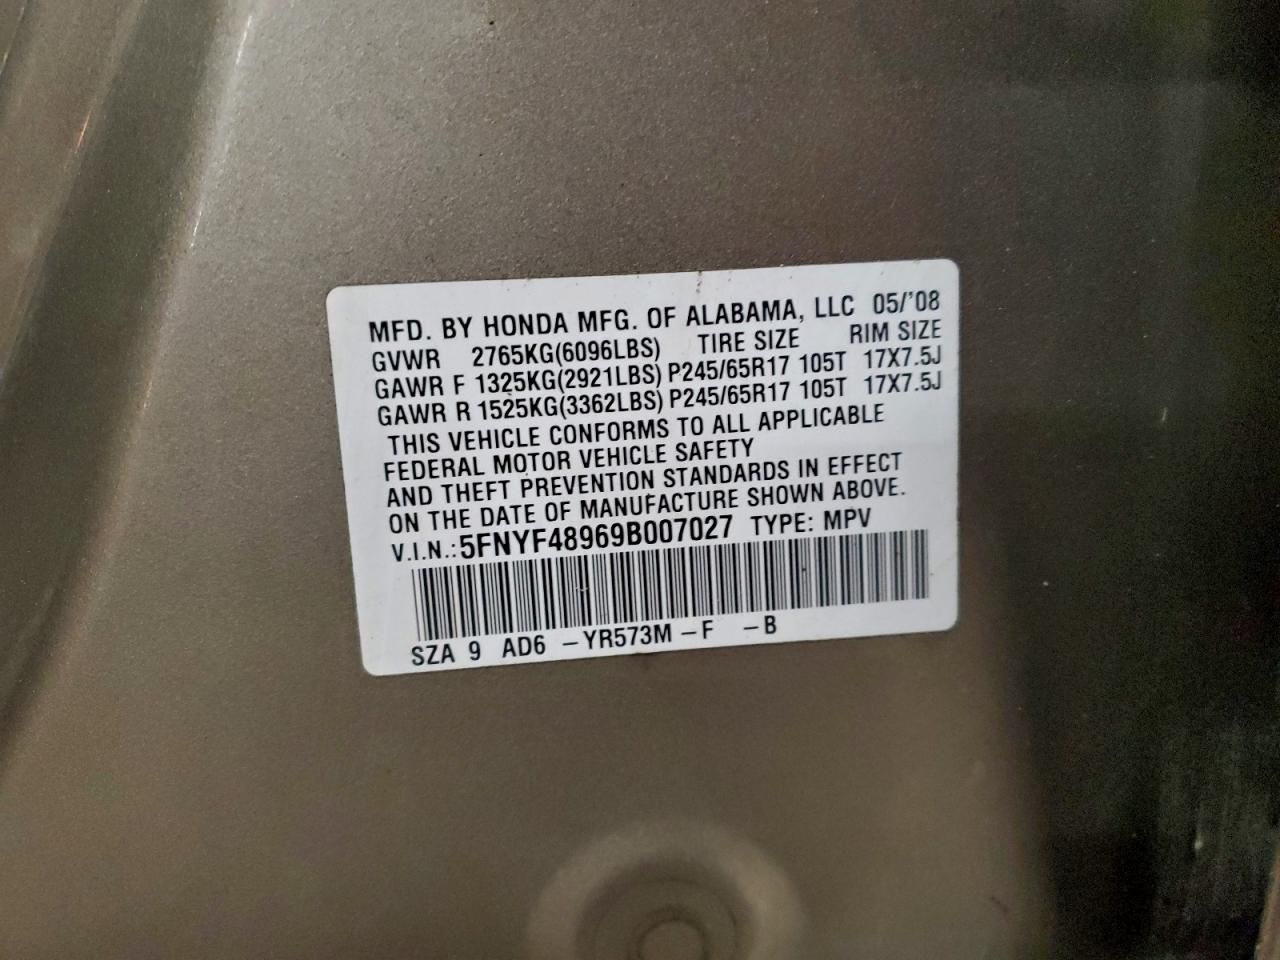 MFD. BY HONDA MFG. OF ALABAMA, LLC 05/'08
GVWR 2765KG(6096LBS) TIRE SIZE RIM SIZE
GAWR F 1325KG(2921LBS) P245/65R17 105T 17X7.5J
GAWR R 1525KG(3362LBS) P245/65R17 105T 17X7.5J
THIS VEHICLE CONFORMS TO ALL APPLICABLE
FEDERAL MOTOR VEHICLE SAFETY
AND THEFT PREVENTION STANDARDS IN EFFECT
ON THE DATE OF MANUFACTURE SHOWN ABOVE.
V.I.N.: 5FNYF48969B007027 TYPE: MPV
SZA 9 AD6 -YR573M -F -B